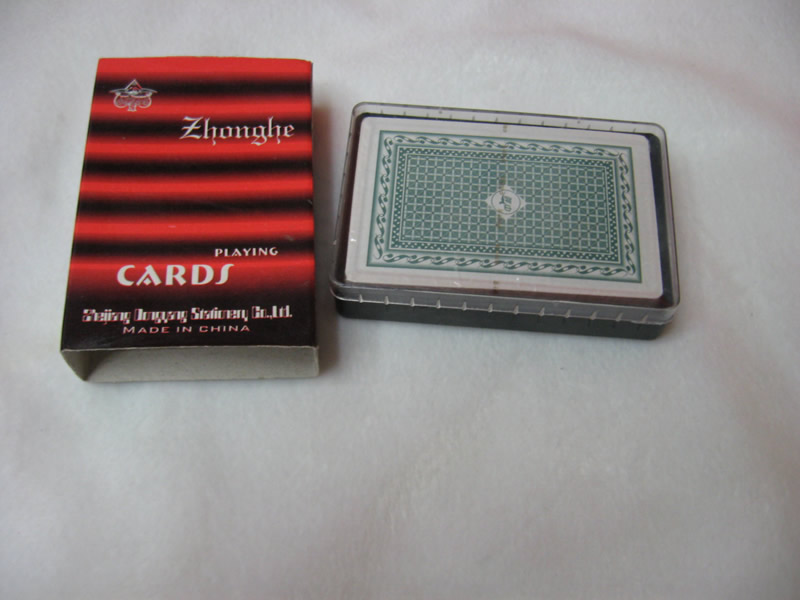 Zhonghe
PLAYING
CARDS
Zhejiang Dongyang Stationery Co.,Ltd.
MADE IN CHINA